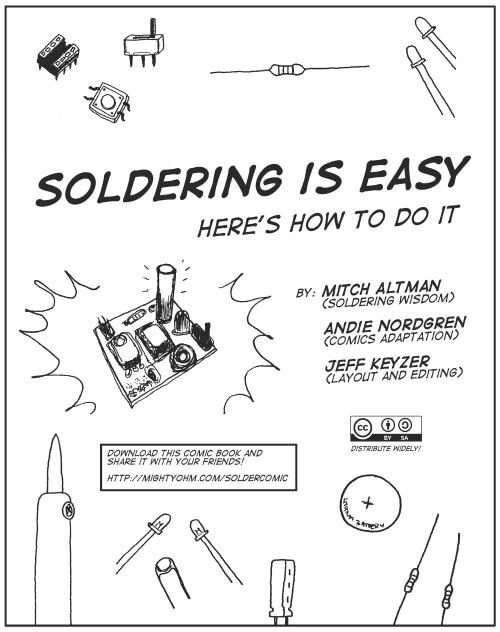 SOLDERING IS EASY
HERE'S HOW TO DO IT
BY: MITCH ALTMAN
(SOLDERING WISDOM)
ANDIE NORDGREN
(COMICS ADAPTATION)
JEFF KEYZER
(LAYOUT AND EDITING)
CC
BY SA
DISTRIBUTE WIDELY!
DOWNLOAD THIS COMIC BOOK AND
SHARE IT WITH YOUR FRIENDS!
HTTP://MIGHTYOHM.COM/SOLDERCOMIC
+
LITHIUM BATTERY